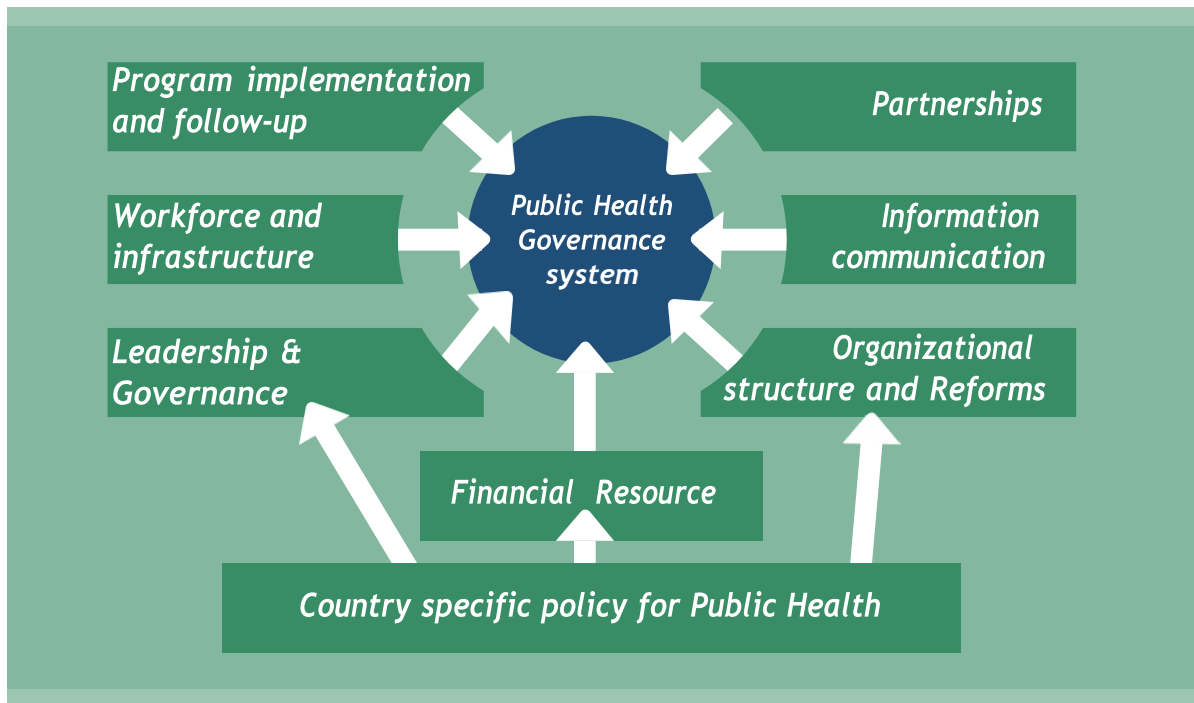 Program implementation
and follow-up
Partnerships
Workforce and
infrastructure
Public Health
Governance
system
Information
communication
Leadership &
Governance
Organizational
structure and Reforms
Financial Resource
Country specific policy for Public Health